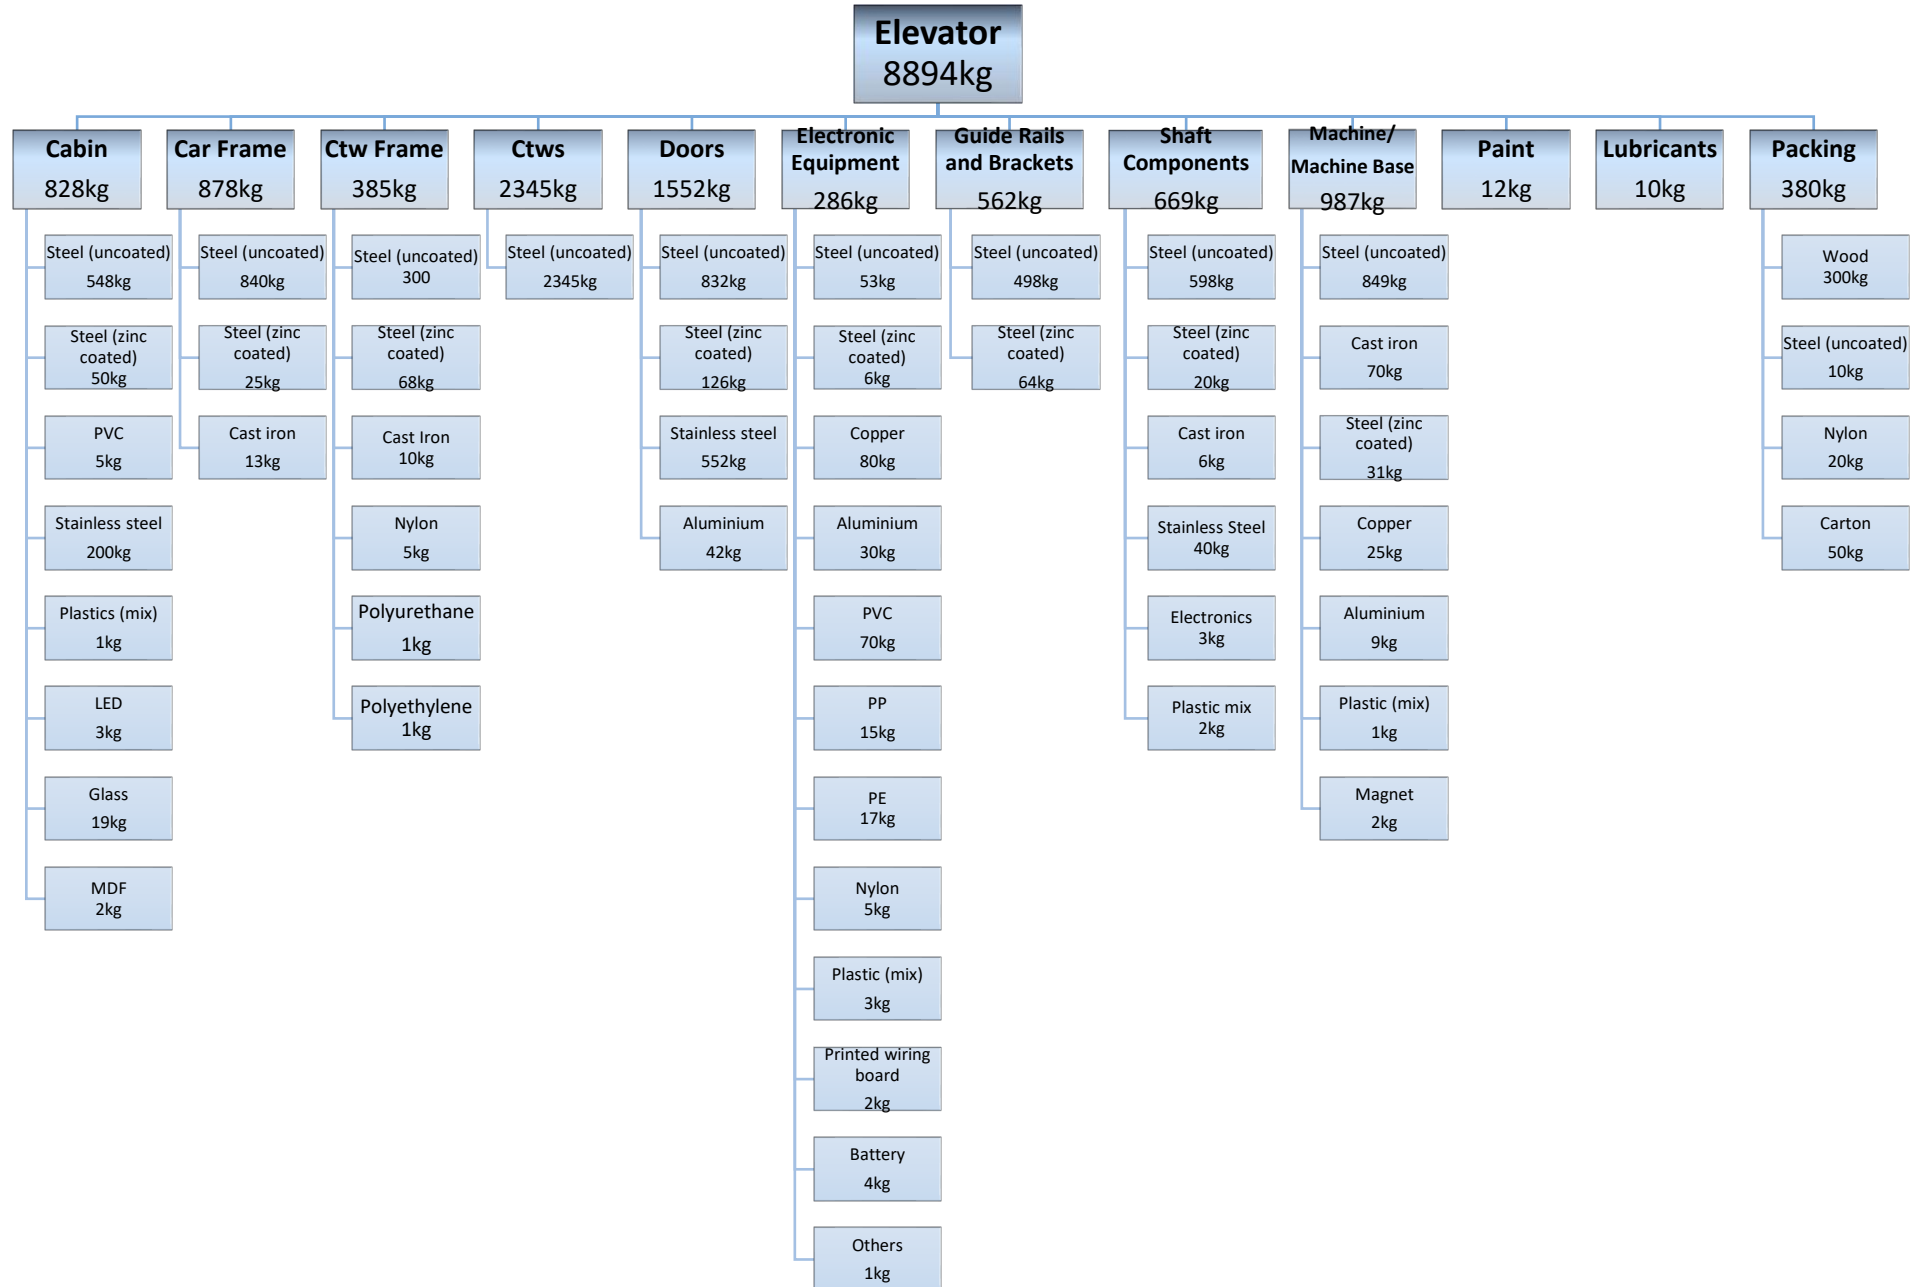 Elevator
8894kg
Cabin
828kg
Steel (uncoated)
548kg
Steel (zinc
coated)
50kg
PVC
5kg
Stainless steel
200kg
Plastics (mix)
1kg
LED
3kg
Glass
19kg
MDF
2kg
Car Frame
878kg
Steel (uncoated)
840kg
Steel (zinc
coated)
25kg
Cast iron
13kg
Ctw Frame
385kg
Steel (uncoated)
300
Steel (zinc
coated)
68kg
Cast Iron
10kg
Nylon
5kg
Polyurethane
1kg
Polyethylene
1kg
Ctws
2345kg
Steel (uncoated)
2345kg
Doors
1552kg
Steel (uncoated)
832kg
Steel (zinc
coated)
126kg
Stainless steel
552kg
Aluminium
42kg
Electronic
Equipment
286kg
Steel (uncoated)
53kg
Steel (zinc
coated)
6kg
Copper
80kg
Aluminium
30kg
PVC
70kg
PP
15kg
PE
17kg
Nylon
5kg
Plastic (mix)
3kg
Printed wiring
board
2kg
Battery
4kg
Others
1kg
Guide Rails
and Brackets
562kg
Steel (uncoated)
498kg
Steel (zinc
coated)
64kg
Shaft
Components
669kg
Steel (uncoated)
598kg
Steel (zinc
coated)
20kg
Cast iron
6kg
Stainless Steel
40kg
Electronics
3kg
Plastic mix
2kg
Machine/
Machine Base
987kg
Steel (uncoated)
849kg
Cast iron
70kg
Steel (zinc
coated)
31kg
Copper
25kg
Aluminium
9kg
Plastic (mix)
1kg
Magnet
2kg
Paint
12kg
Lubricants
10kg
Packing
380kg
Wood
300kg
Steel (uncoated)
10kg
Nylon
20kg
Carton
50kg